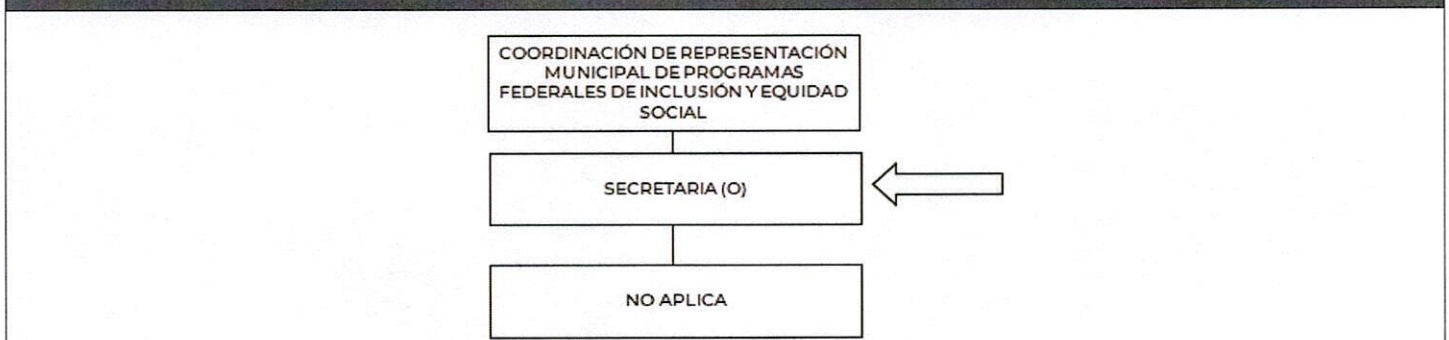 COORDINACIÓN DE REPRESENTACIÓN
MUNICIPAL DE PROGRAMAS
FEDERALES DE INCLUSIÓN Y EQUIDAD
SOCIAL
SECRETARIA (O)
NO APLICA